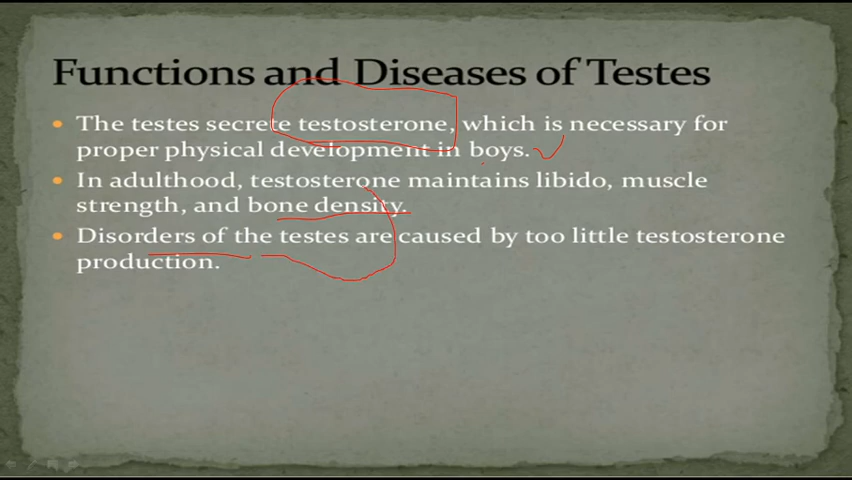 Functions and Diseases of Testes
• The testes secrete testosterone, which is necessary for
proper physical development in boys.
• In adulthood, testosterone maintains libido, muscle
strength, and bone density.
• Disorders of the testes are caused by too little testosterone
production.